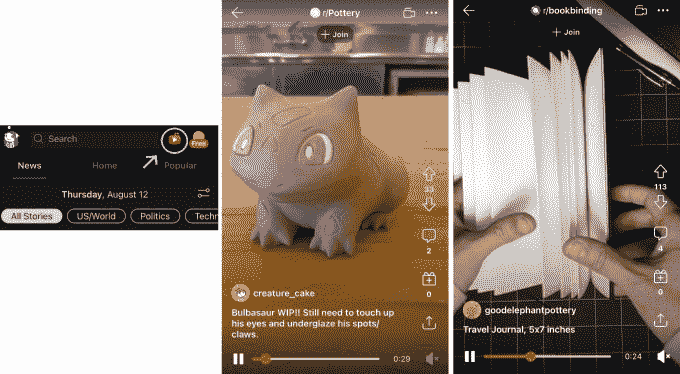 Search
Free
News
Home
Popular
Thursday, August 12
All Stories
US/World
Politics
Techn
r/Pottery
+ Join
33
2
0
creature_cake
Bulbasaur WIP!! Still need to touch up
his eyes and underglaze his spots/
claws.
0:29
r/bookbinding
+ Join
113
4
0
goodelephantpottery
Travel Journal, 5x7 inches
0:24